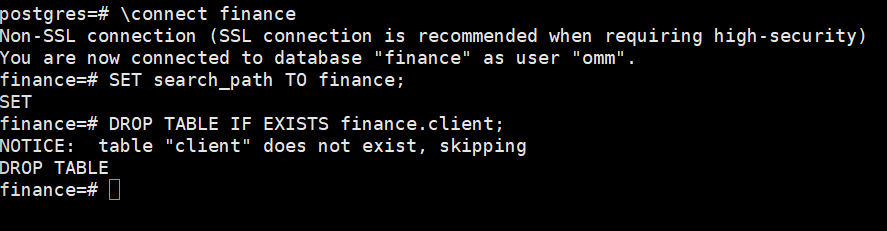 postgres=# \connect finance
Non-SSL connection (SSL connection is recommended when requiring high-security)
You are now connected to database "finance" as user "omm".
finance=# SET search_path TO finance;
SET
finance=# DROP TABLE IF EXISTS finance.client;
NOTICE:  table "client" does not exist, skipping
DROP TABLE
finance=#